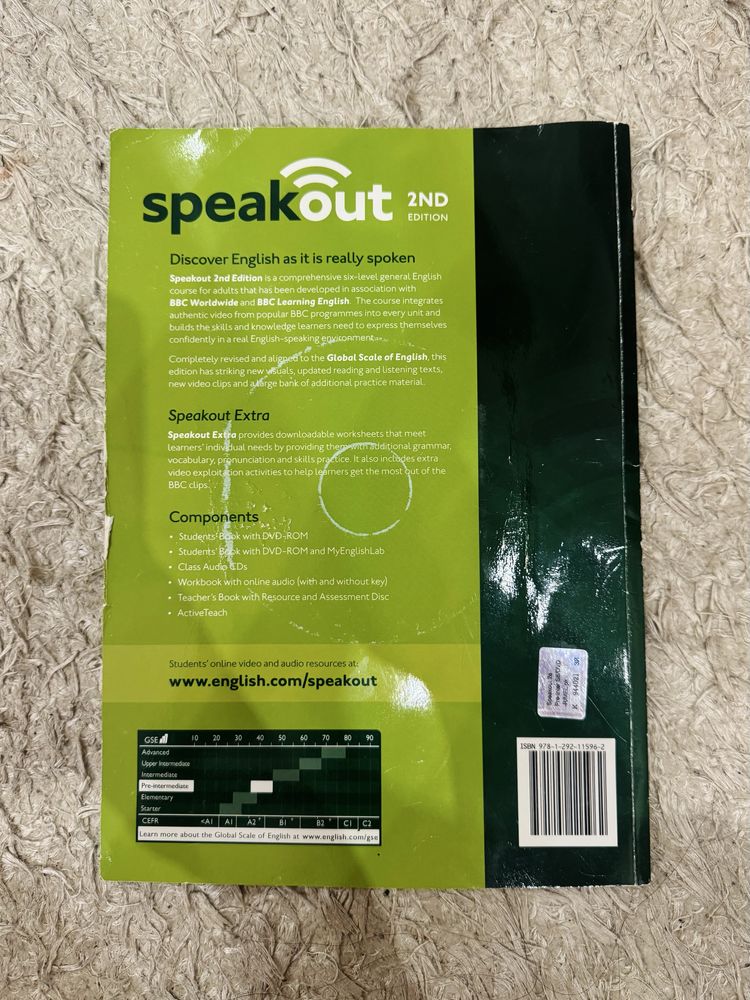 speakout 2ND
EDITION
Discover English as it is really spoken
Speakout 2nd Edition is a comprehensive six-level general English
course for adults that has been developed in association with
BBC Worldwide and BBC Learning English. The course integrates
authentic video from popular BBC programmes into every unit and
builds the skills and knowledge learners need to express themselves
confidently in a real English-speaking environment.
Completely revised and aligned to the Global Scale of English, this
edition has striking new visuals, updated reading and listening texts,
new video clips and a large bank of additional practice material.
Speakout Extra
Speakout Extra provides downloadable worksheets that meet
learners' individual needs by providing them with additional grammar,
vocabulary, pronunciation and skills practice. It also includes extra
video exploitation activities to help learners get the most out of the
BBC clips.
Components
• Students' Book with DVD-ROM
• Students' Book with DVD-ROM and MyEnglishLab
• Class Audio CDs
• Workbook with online audio (with and without key)
• Teacher's Book with Resource and Assessment Disc
• ActiveTeach
Students' online video and audio resources at:
www.english.com/speakout
GSE 10 20 30 40 50 60 70 80 90
Advanced
Upper Intermediate
Intermediate
Pre-intermediate
Elementary
Starter
CEFR <A1 A1 A2 + B1 + B2 + C1 C2
Learn more about the Global Scale of English at www.english.com/gse
ISBN 978-1-292-11596-2
K 944021 3R